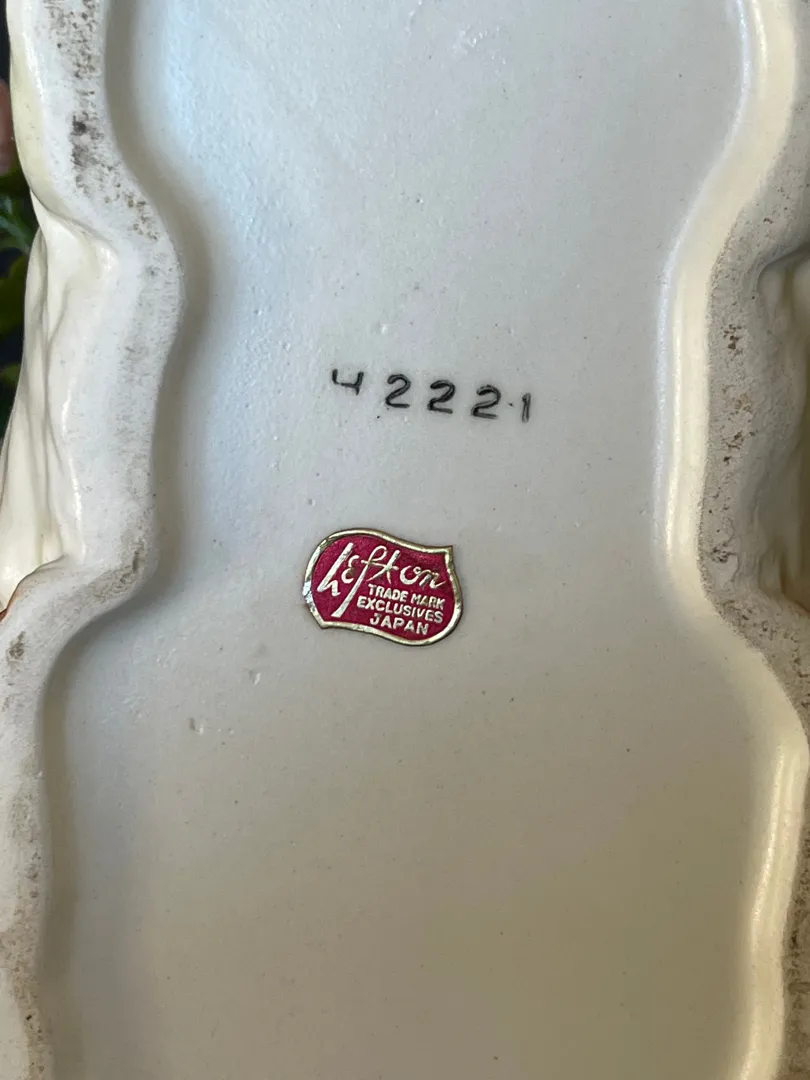 42221
Lefton
TRADE MARK
EXCLUSIVES
JAPAN